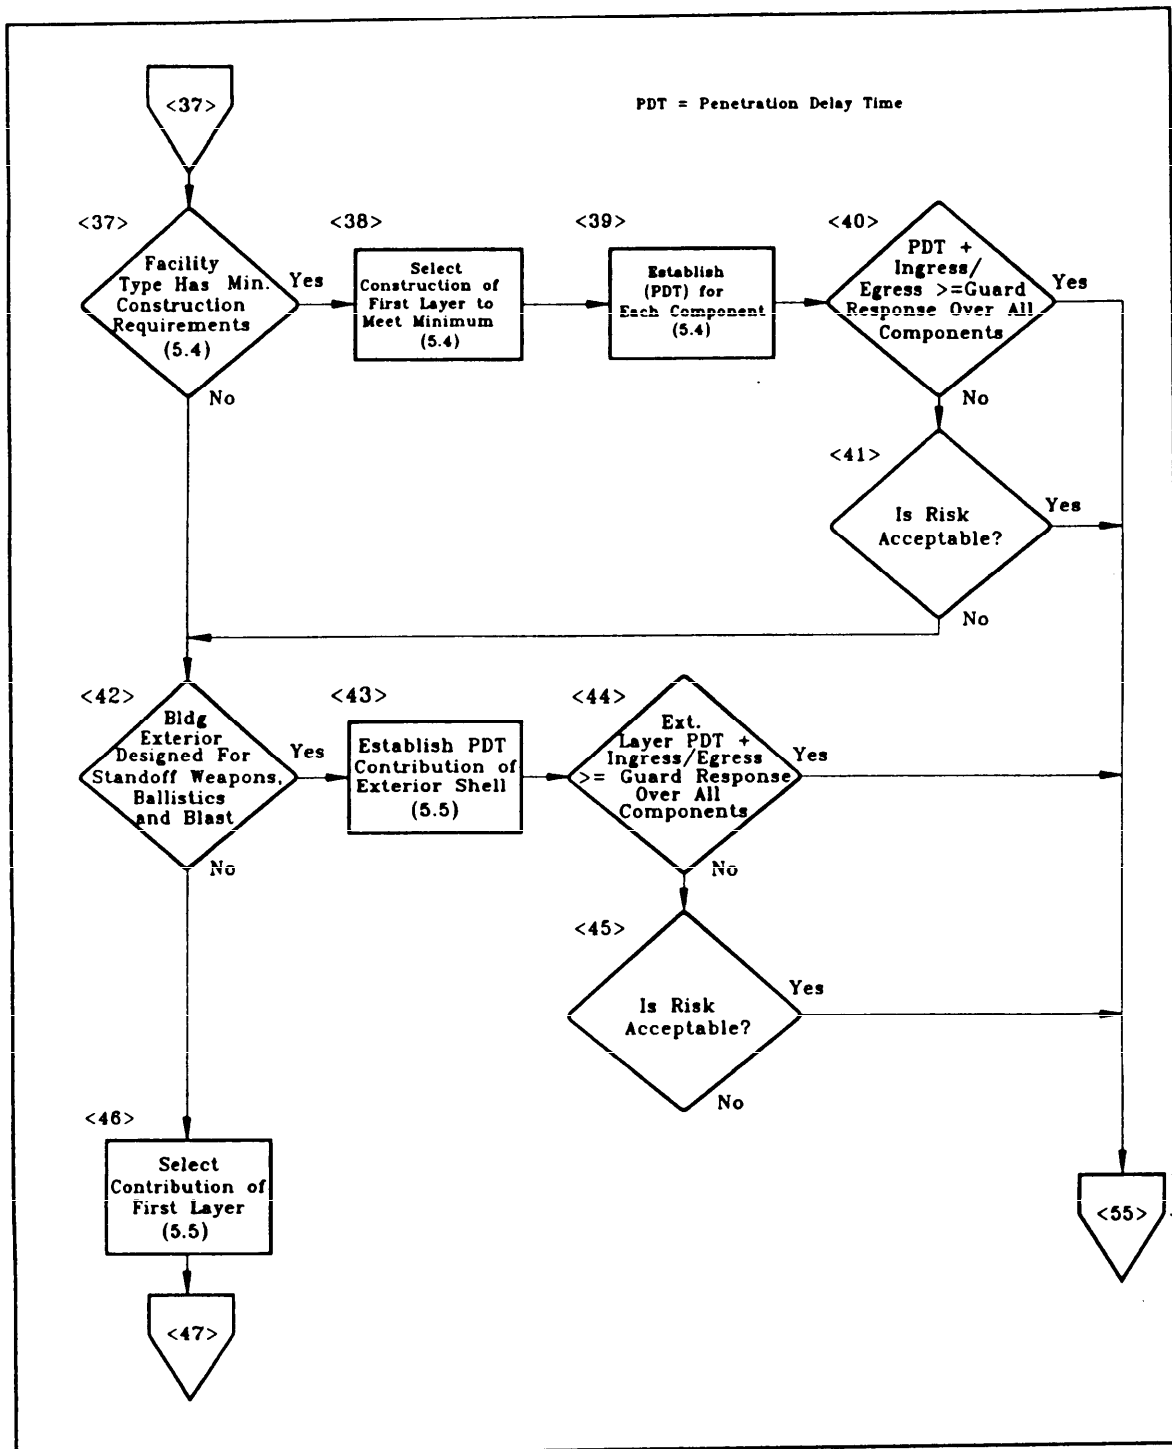 <37>
PDT = Penetration Delay Time
<37>
Facility
Type Has Min.
Construction
Requirements
(5.4)
Yes
No
<38>
Select
Construction of
First Layer to
Meet Minimum
(5.4)
<39>
Establish
(PDT) for
Each Component
(5.4)
<40>
PDT +
Ingress/
Egress >=Guard
Response Over All
Components
Yes
No
<41>
Is Risk
Acceptable?
Yes
No
<42>
Bldg
Exterior
Designed For
Standoff Weapons,
Ballistics
and Blast
Yes
No
<43>
Establish PDT
Contribution of
Exterior Shell
(5.5)
<44>
Ext.
Layer PDT +
Ingress/Egress
>= Guard Response
Over All
Components
Yes
No
<45>
Is Risk
Acceptable?
Yes
No
<46>
Select
Contribution of
First Layer
(5.5)
<47>
<55>